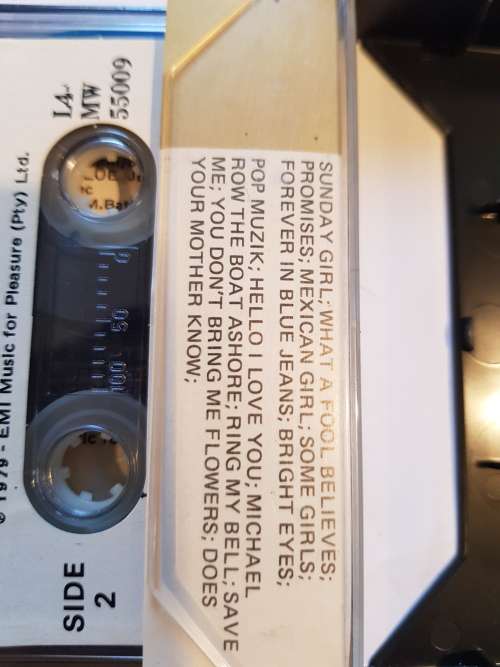 SUNDAY GIRL; WHAT A FOOL BELIEVES;
PROMISES; MEXICAN GIRL; SOME GIRLS;
FOREVER IN BLUE JEANS; BRIGHT EYES;
POP MUZIK; HELLO I LOVE YOU; MICHAEL
ROW THE BOAT ASHORE; RING MY BELL; SAVE
ME; YOU DON'T BRING ME FLOWERS; DOES
YOUR MOTHER KNOW;
L4
MW
55009
50
100
SIDE
2
1979 - EMI Music for Pleasure (Pty) Ltd.